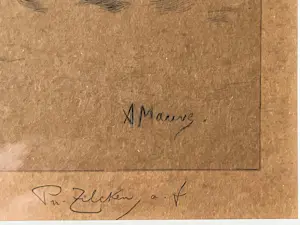 A Mauve.
Ph. Zilcken, a. f